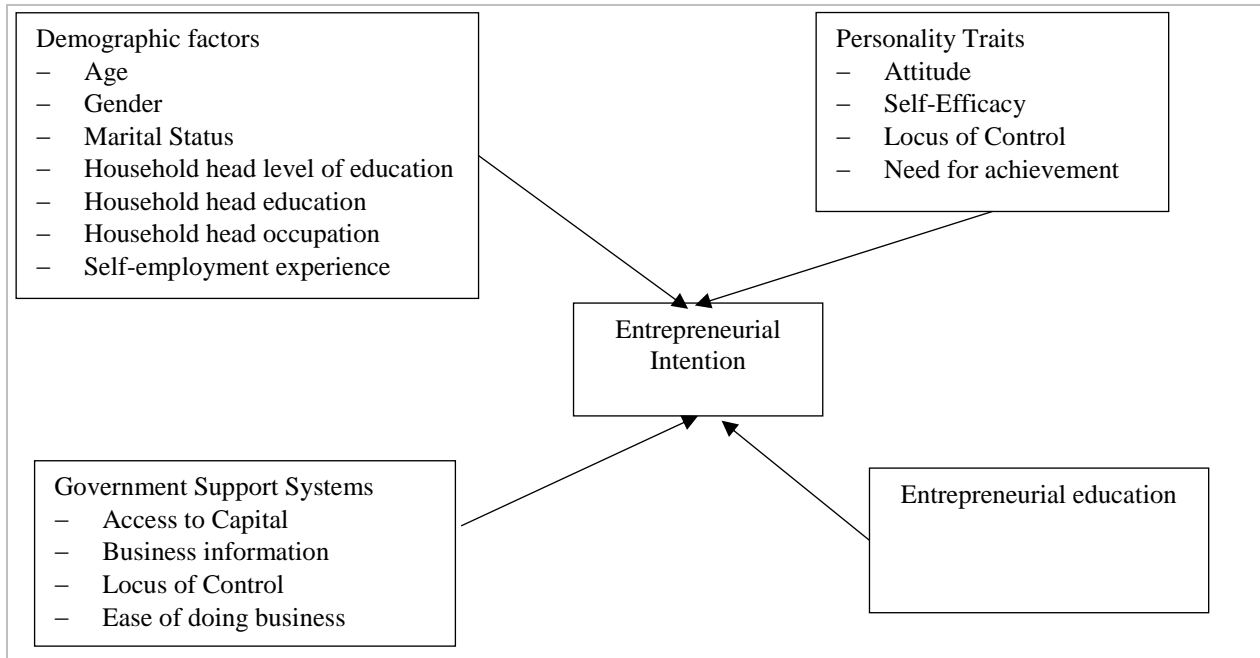 Demographic factors
– Age
– Gender
– Marital Status
– Household head level of education
– Household head education
– Household head occupation
– Self-employment experience
Personality Traits
– Attitude
– Self-Efficacy
– Locus of Control
– Need for achievement
Entrepreneurial
Intention
Government Support Systems
– Access to Capital
– Business information
– Locus of Control
– Ease of doing business
Entrepreneurial education